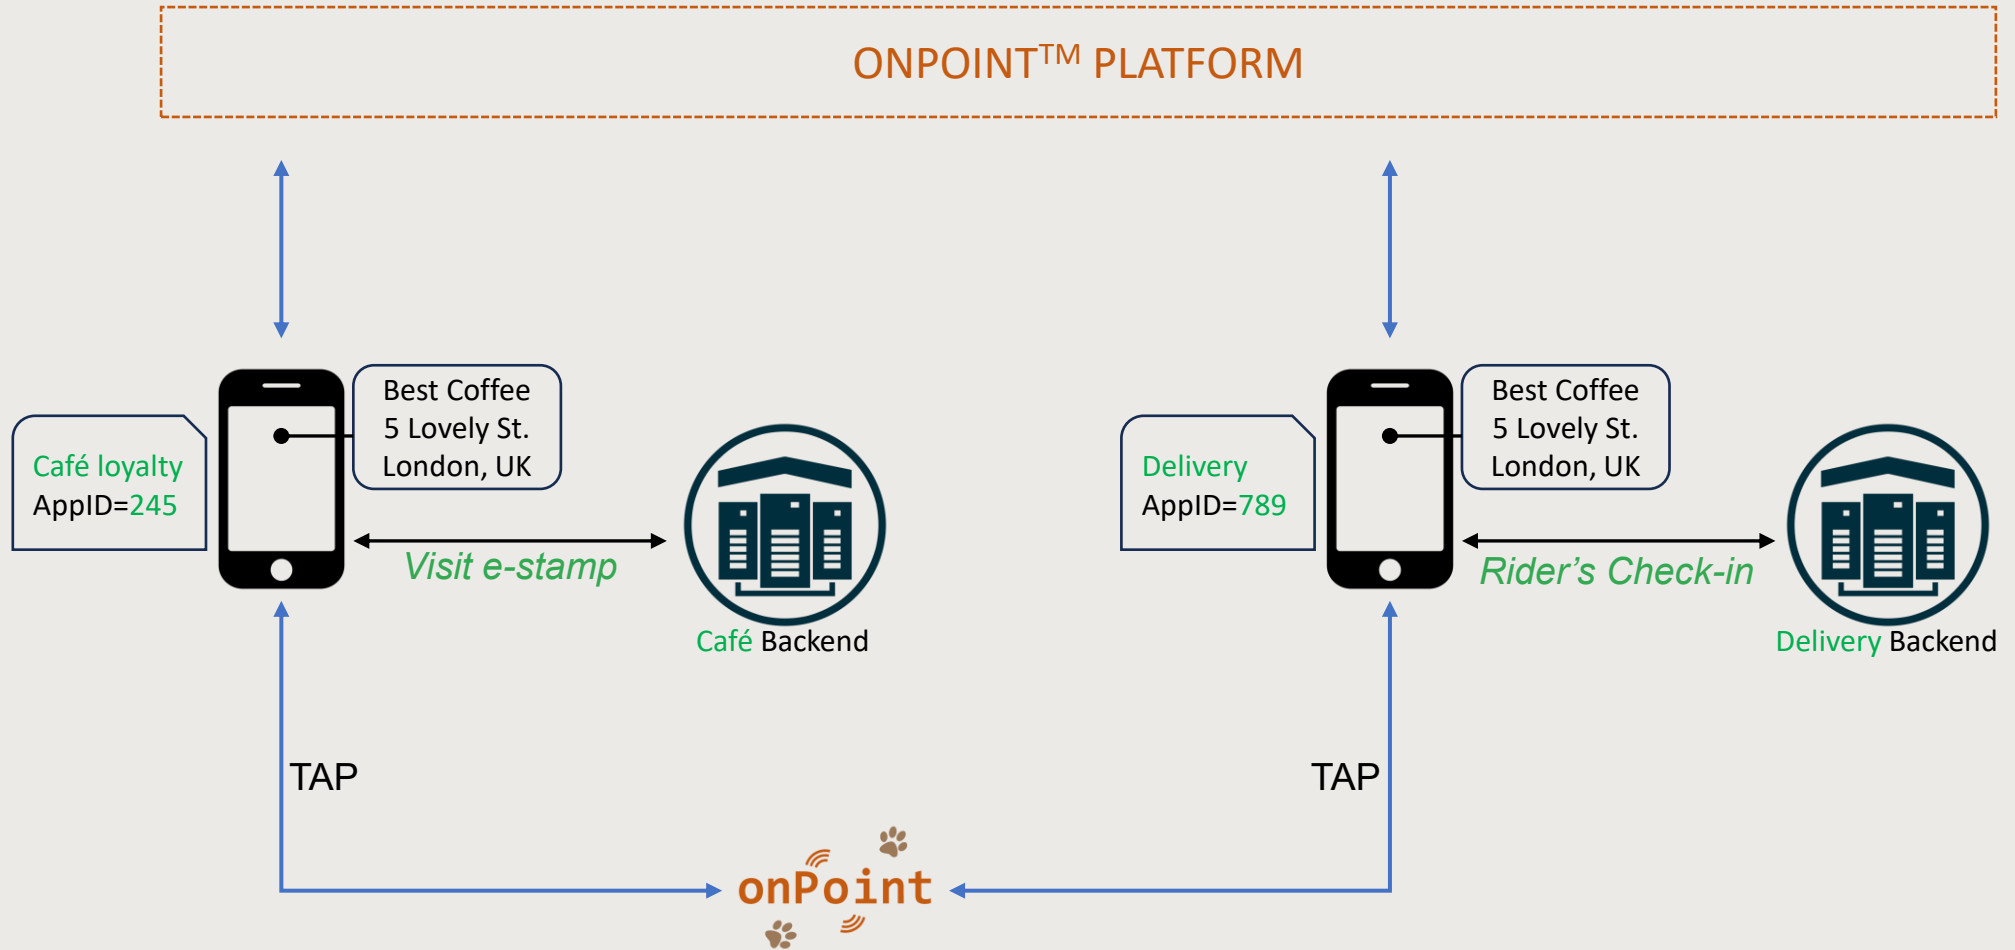 ONPOINT™ PLATFORM
Café loyalty
AppID=245
Best Coffee
5 Lovely St.
London, UK
Visit e-stamp
Café Backend
Delivery
AppID=789
Best Coffee
5 Lovely St.
London, UK
Rider's Check-in
Delivery Backend
TAP
TAP
onPoint